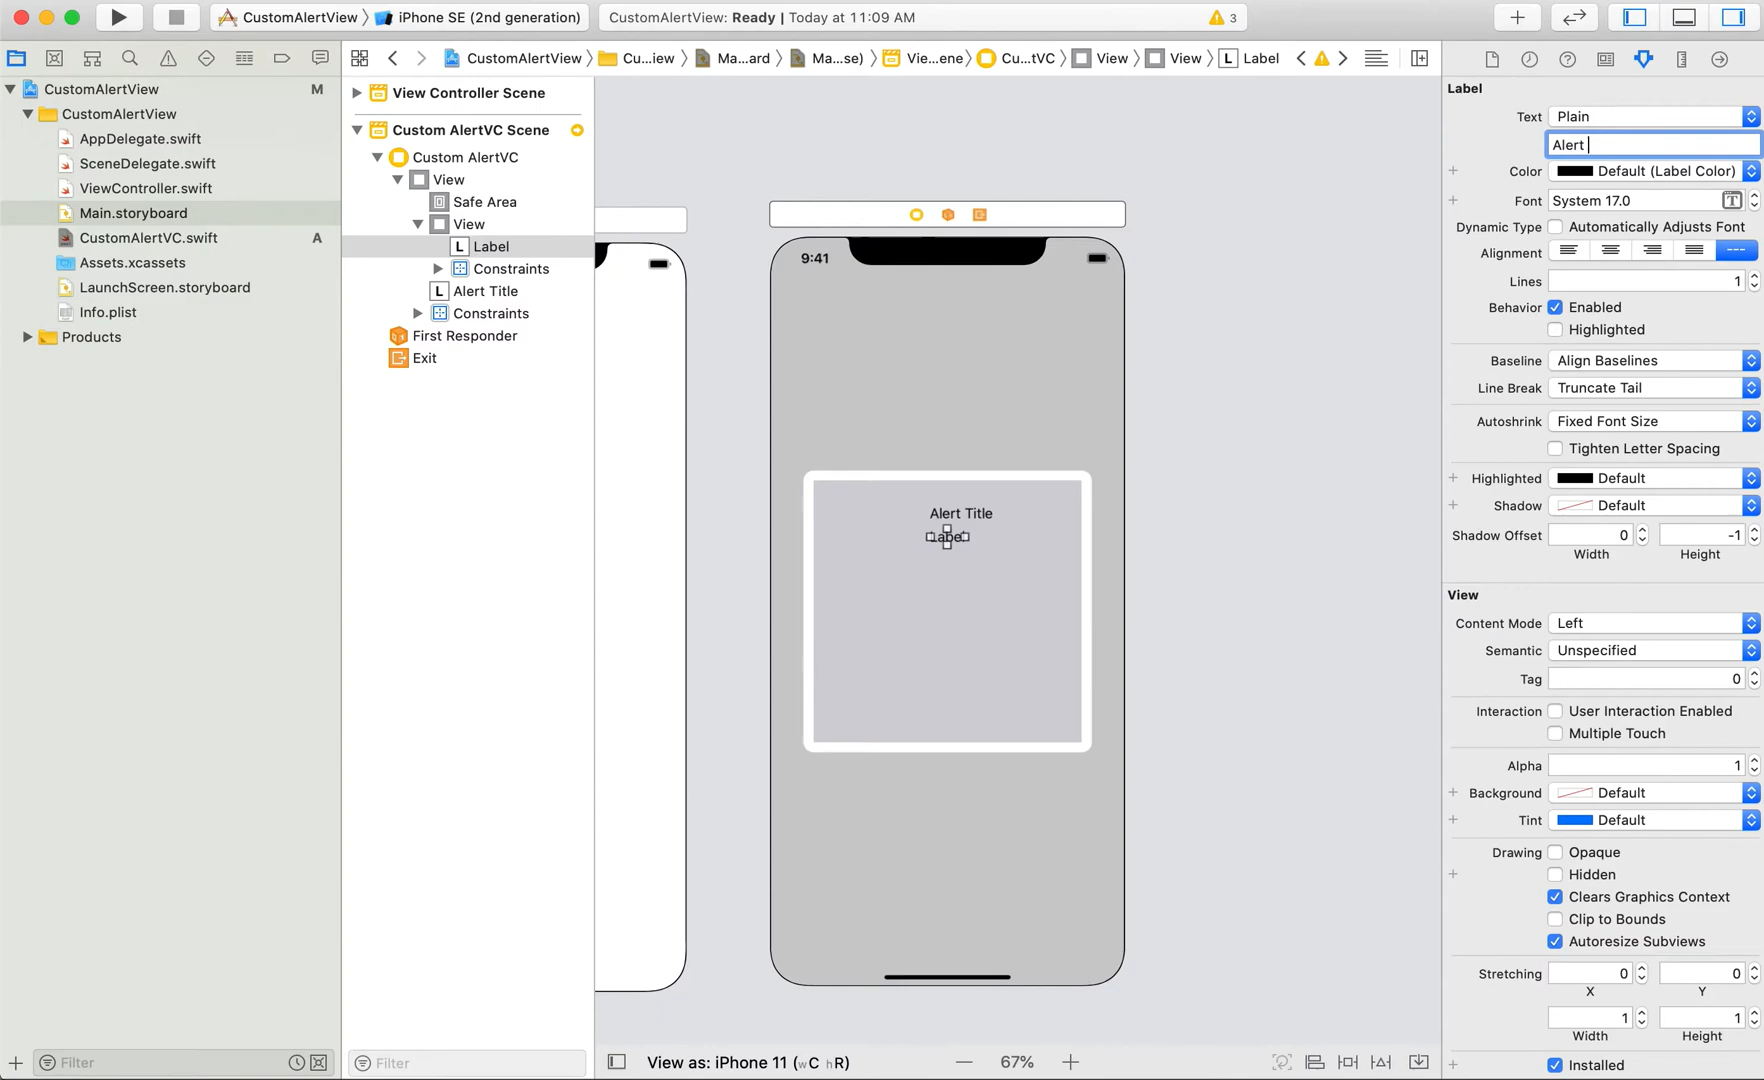 CustomAlertView
iPhone SE (2nd generation)
CustomAlertView: Ready | Today at 11:09 AM
3
CustomAlertView
Cu...iew
Ma...ard
Ma...se)
Vie...ene
Cu...tVC
View
View
L
Label
CustomAlertView
M
CustomAlertView
AppDelegate.swift
SceneDelegate.swift
ViewController.swift
Main.storyboard
CustomAlertVC.swift
A
Assets.xcassets
LaunchScreen.storyboard
Info.plist
Products
Filter
View Controller Scene
Custom AlertVC Scene
Custom AlertVC
View
Safe Area
View
L Label
Constraints
L Alert Title
Constraints
First Responder
Exit
Filter
9:41
Alert Title
Label
View as: iPhone 11 (wC hR)
67%
Label
Text Plain
Alert
Color Default (Label Color)
Font System 17.0
T
Dynamic Type Automatically Adjusts Font
Alignment
Lines 1
Behavior Enabled
Highlighted
Baseline Align Baselines
Line Break Truncate Tail
Autoshrink Fixed Font Size
Tighten Letter Spacing
Highlighted Default
Shadow Default
Shadow Offset 0 -1
Width Height
View
Content Mode Left
Semantic Unspecified
Tag 0
Interaction User Interaction Enabled
Multiple Touch
Alpha 1
Background Default
Tint Default
Drawing Opaque
Hidden
Clears Graphics Context
Clip to Bounds
Autoresize Subviews
Stretching 0 0
X Y
1 1
Width Height
Installed